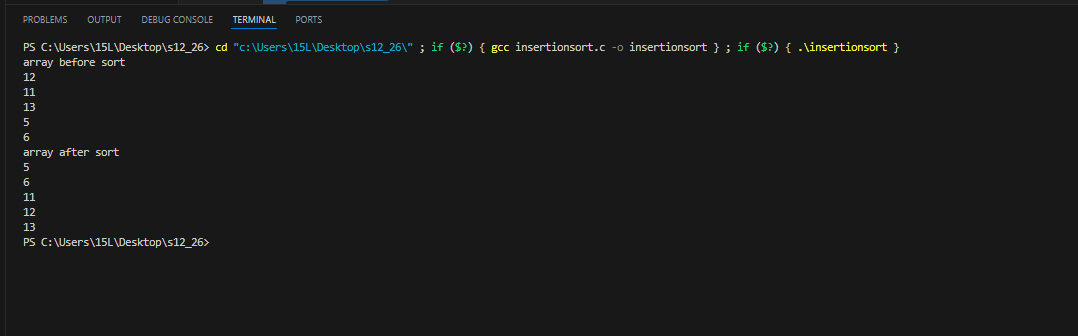 PROBLEMS OUTPUT DEBUG CONSOLE TERMINAL PORTS
PS C:\Users\15L\Desktop\s12_26> cd "c:\Users\15L\Desktop\s12_26\" ; if ($?) { gcc insertionsort.c -o insertionsort } ; if ($?) { .\insertionsort }
array before sort
12
11
13
5
6
array after sort
5
6
11
12
13
PS C:\Users\15L\Desktop\s12_26>